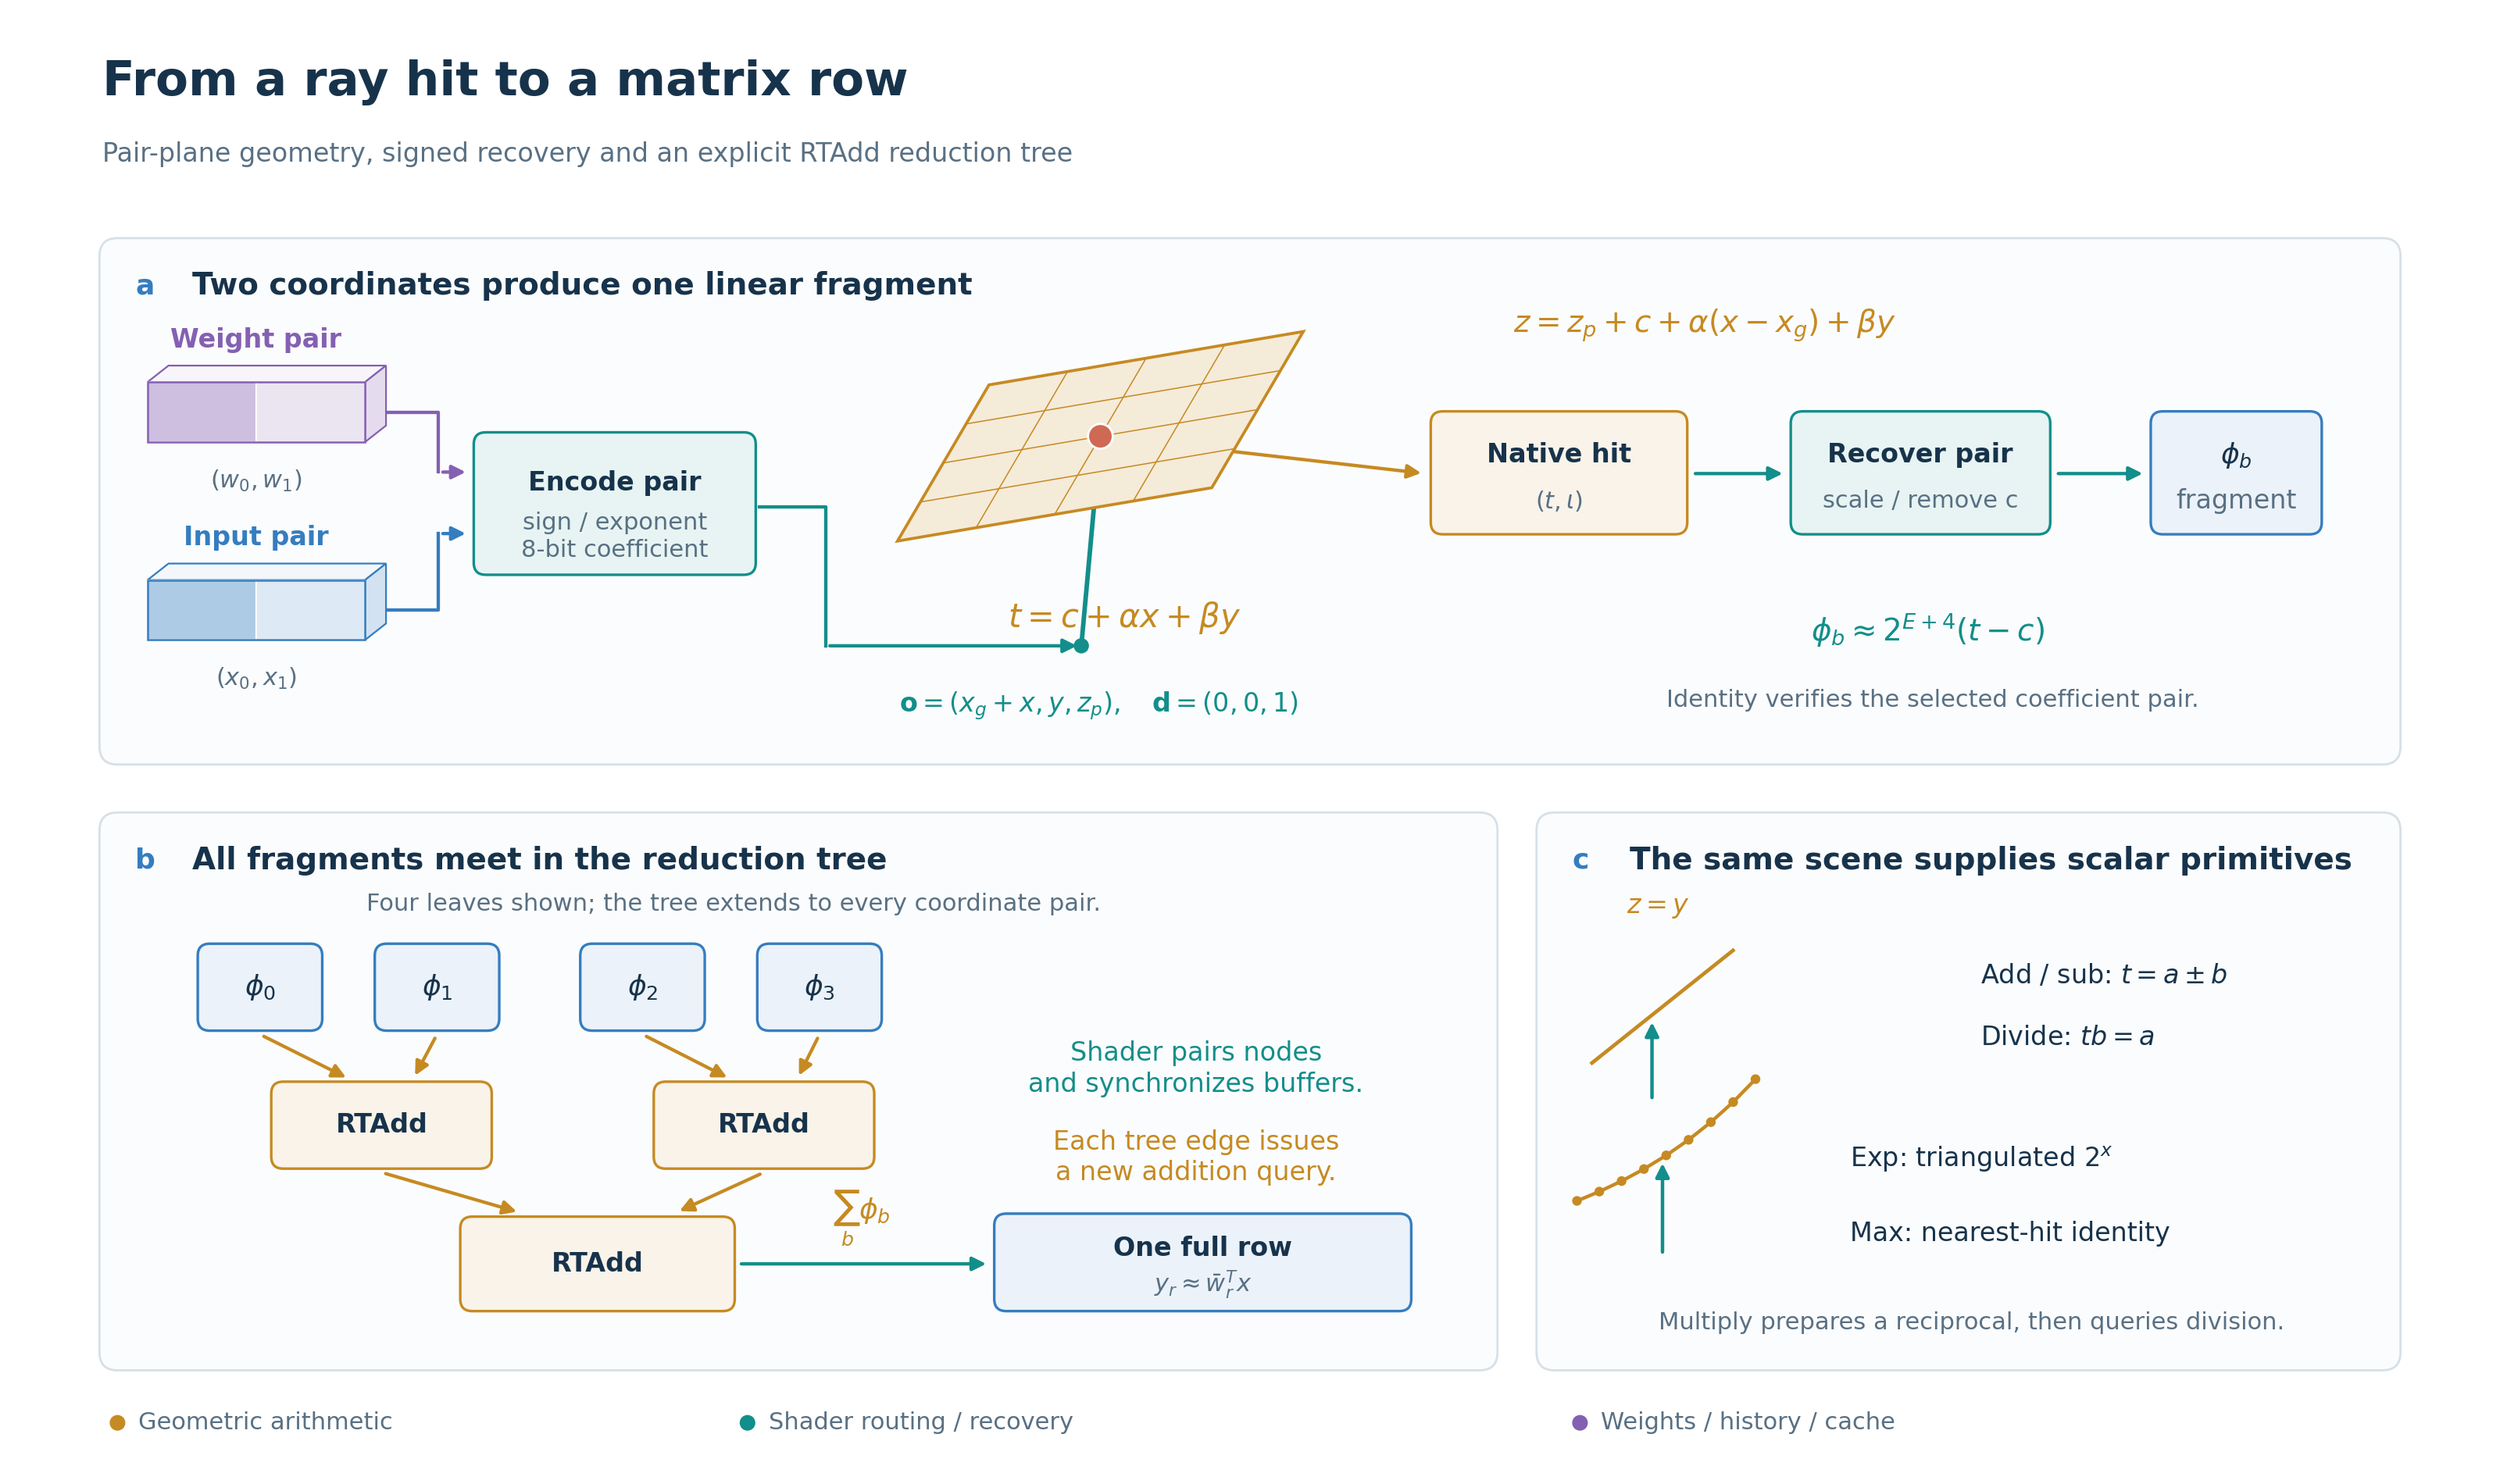 From a ray hit to a matrix row
Pair-plane geometry, signed recovery and an explicit RTAdd reduction tree
a Two coordinates produce one linear fragment
Weight pair
(w₀, w₁)
Input pair
(x₀, x₁)
Encode pair
sign / exponent
8-bit coefficient
t = c + αx + βy
o = (x_g + x, y, z_p), d = (0, 0, 1)
z = z_p + c + α(x − x_g) + βy
Native hit
(t, ι)
Recover pair
scale / remove c
ϕ_b
fragment
ϕ_b ≈ 2^{E+4}(t − c)
Identity verifies the selected coefficient pair.
b All fragments meet in the reduction tree
Four leaves shown; the tree extends to every coordinate pair.
ϕ₀ ϕ₁ ϕ₂ ϕ₃
RTAdd RTAdd
RTAdd
∑_b ϕ_b
Shader pairs nodes
and synchronizes buffers.
Each tree edge issues
a new addition query.
One full row
y_r ≈ w̄_r^T x
c The same scene supplies scalar primitives
z = y
Add / sub: t = a ± b
Divide: tb = a
Exp: triangulated 2^x
Max: nearest-hit identity
Multiply prepares a reciprocal, then queries division.
Geometric arithmetic
Shader routing / recovery
Weights / history / cache